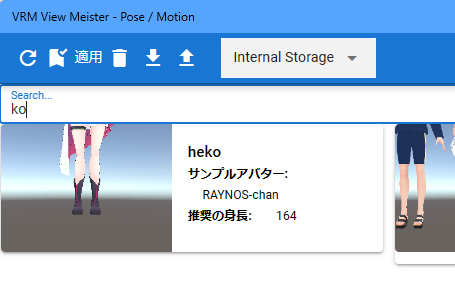 VRM View Meister - Pose / Motion
適用
Internal Storage
Search...
ko
heko
サンプルアバター:
RAYNOS-chan
推奨の身長: 164